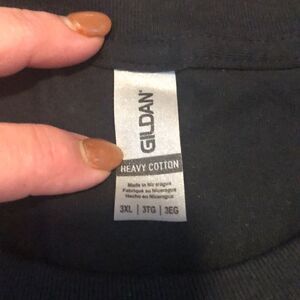 GILDAN
HEAVY COTTON
Made in Nicaragua
Fabriqué au Nicaragua
Hecho en Nicaragua
3XL | 3TG | 3EG